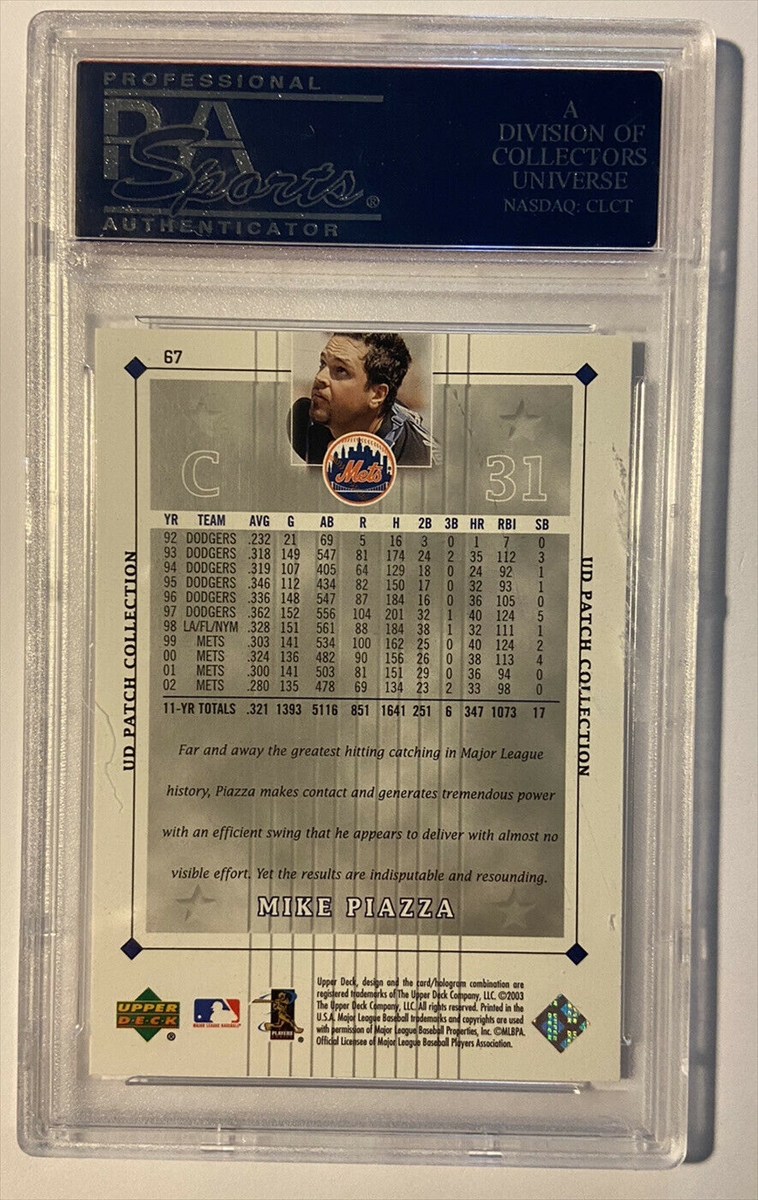 PROFESSIONAL
PSA
Sports®
AUTHENTICATOR
A
DIVISION OF
COLLECTORS
UNIVERSE
NASDAQ: CLCT
67
C
Mets
31
YR TEAM AVG G AB R H 2B 3B HR RBI SB
92 DODGERS .232 21 69 5 16 3 0 1 7 0
93 DODGERS .318 149 547 81 174 24 2 35 112 3
94 DODGERS .319 107 405 64 129 18 0 24 92 1
95 DODGERS .346 112 434 82 150 17 0 32 93 1
96 DODGERS .336 148 547 87 184 16 0 36 105 0
97 DODGERS .362 152 556 104 201 32 1 40 124 5
98 LA/FL/NYM .328 151 561 88 184 38 1 32 111 1
99 METS .303 141 534 100 162 25 0 40 124 2
00 METS .324 136 482 90 156 26 0 38 113 4
01 METS .300 141 503 81 151 29 0 36 94 0
02 METS .280 135 478 69 134 23 2 33 98 0
11-YR TOTALS .321 1393 5116 851 1641 251 6 347 1073 17
UD PATCH COLLECTION
UD PATCH COLLECTION
Far and away the greatest hitting catching in Major League
history, Piazza makes contact and generates tremendous power
with an efficient swing that he appears to deliver with almost no
visible effort. Yet the results are indisputable and resounding.
MIKE PIAZZA
UPPER
DECK®
MAJOR LEAGUE BASEBALL
PLAYERS
Upper Deck, design and the card/hologram combination are
registered trademarks of The Upper Deck Company, LLC. ©2003
The Upper Deck Company, LLC. All rights reserved. Printed in the
U.S.A. Major League Baseball trademarks and copyrights are used
with permission of Major League Baseball Properties, Inc. ©MLBPA.
Official Licensee of Major League Baseball Players Association.